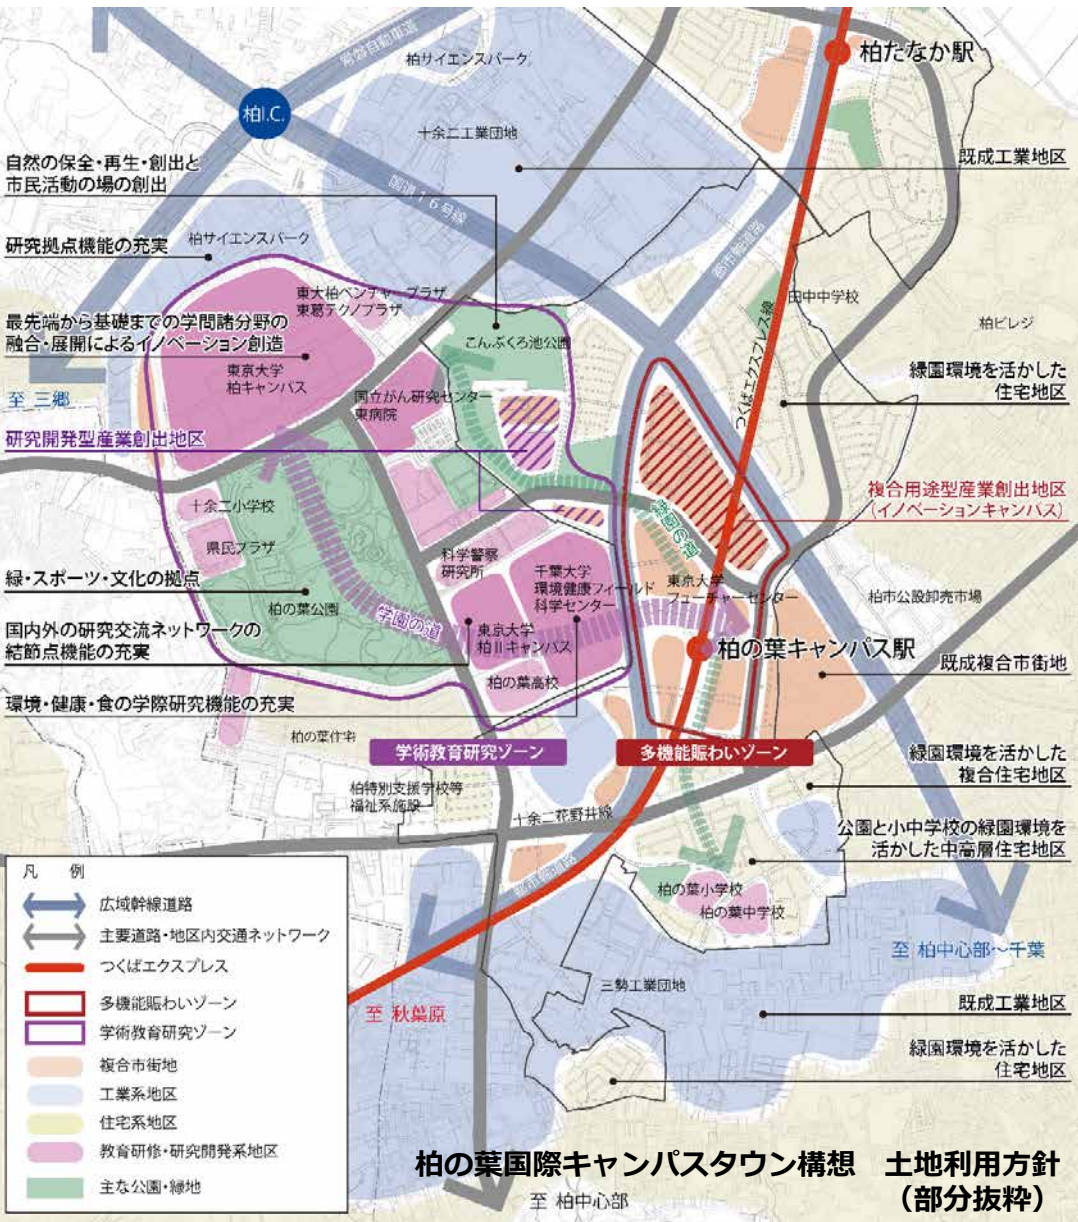 柏たなか駅
常磐自動車道
柏サイエンスパーク
柏I.C.
十余二工業団地
既成工業地区
自然の保全・再生・創出と
市民活動の場の創出
国道16号線
都市軸道路
研究拠点機能の充実
柏サイエンスパーク
東大柏ベンチャープラザ
東葛テクノプラザ
田中中学校
柏ビレジ
最先端から基礎までの学問諸分野の
融合・展開によるイノベーション創造
こんぶくろ池公園
つくばエクスプレス線
東京大学
柏キャンパス
緑園環境を活かした
住宅地区
至 三郷
国立がん研究センター
東病院
研究開発型産業創出地区
複合用途型産業創出地区
(イノベーションキャンパス)
十余二小学校
緑園の道
県民プラザ
科学警察
研究所
千葉大学
環境健康フィールド
科学センター
東京大学
フューチャーセンター
緑・スポーツ・文化の拠点
柏の葉公園
柏市公設卸売市場
学園の道
国内外の研究交流ネットワークの
結節点機能の充実
東京大学
柏Ⅱキャンパス
柏の葉キャンパス駅
既成複合市街地
柏の葉高校
環境・健康・食の学際研究機能の充実
柏の葉住宅
学術教育研究ゾーン
多機能賑わいゾーン
緑園環境を活かした
複合住宅地区
柏特別支援学校等
福祉系施設
十余二花野井線
公園と小中学校の緑園環境を
活かした中高層住宅地区
都市軸道路
柏の葉小学校
柏の葉中学校
凡 例
広域幹線道路
主要道路・地区内交通ネットワーク
つくばエクスプレス
多機能賑わいゾーン
学術教育研究ゾーン
複合市街地
工業系地区
住宅系地区
教育研修・研究開発系地区
主な公園・緑地
至 柏中心部〜千葉
三勢工業団地
既成工業地区
至 秋葉原
緑園環境を活かした
住宅地区
柏の葉国際キャンパスタウン構想 土地利用方針
(部分抜粋)
至 柏中心部